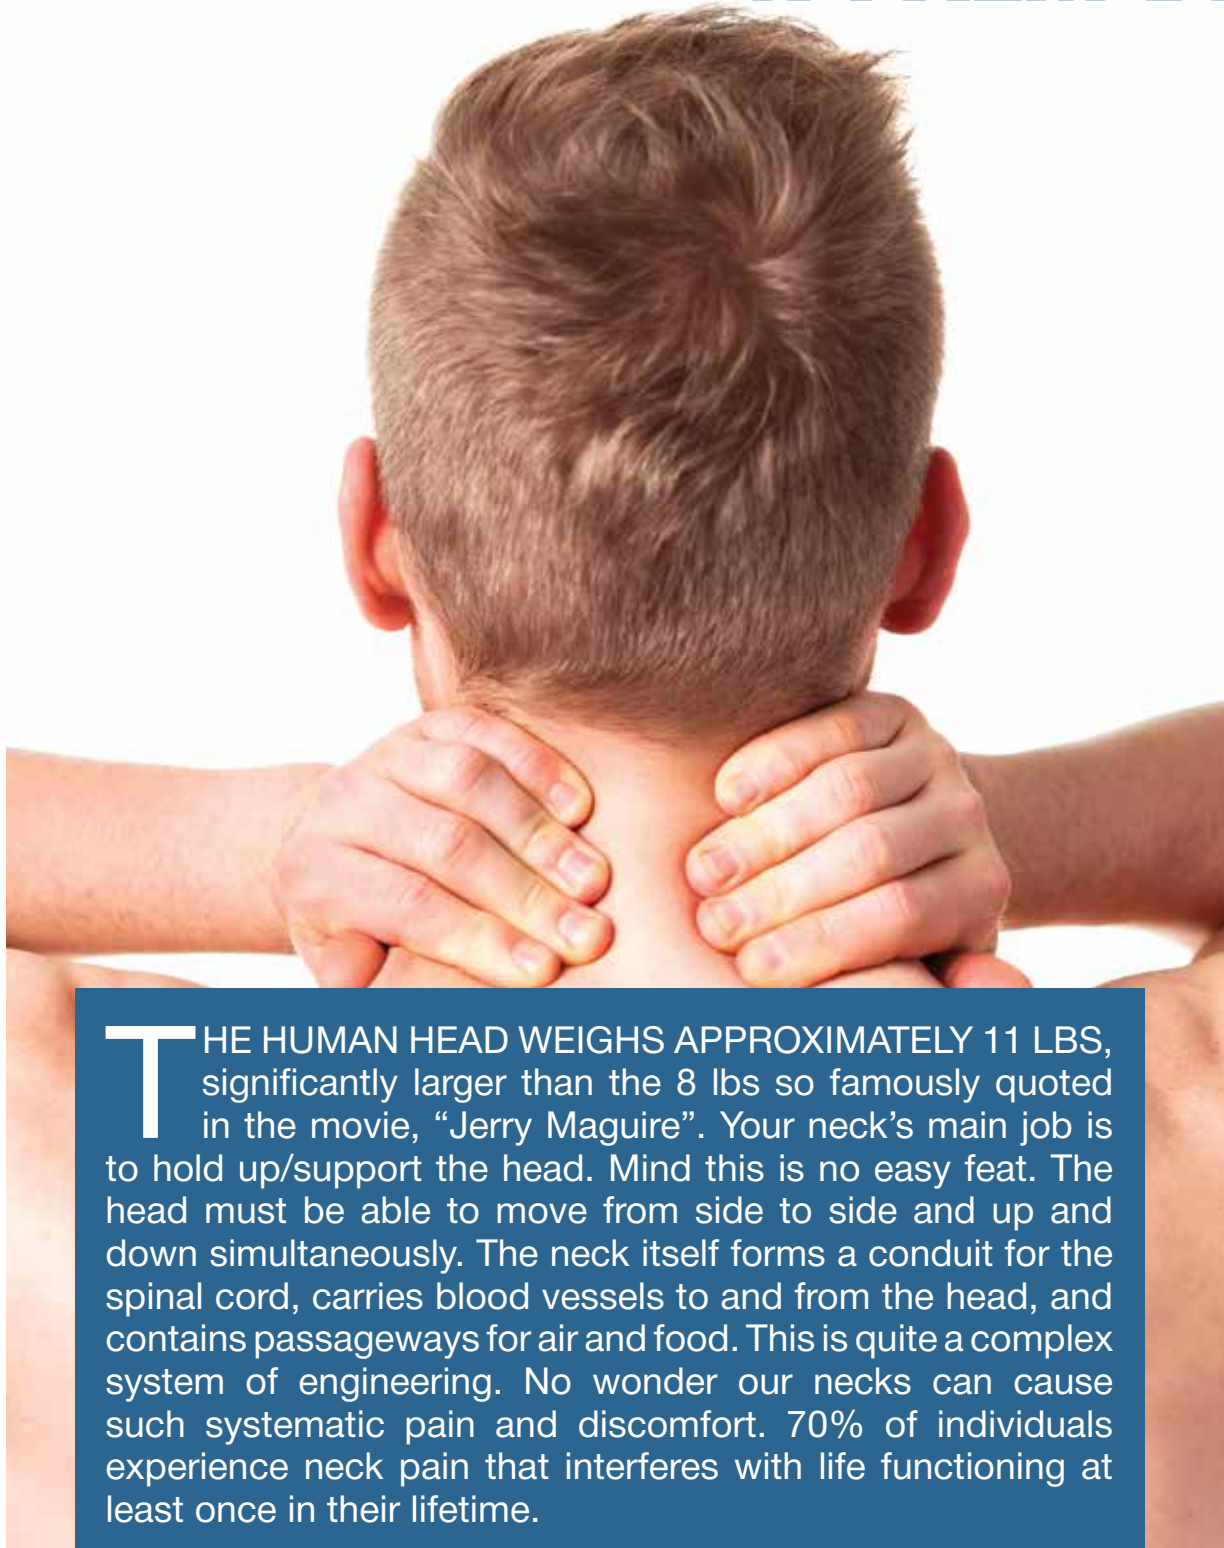 THE HUMAN HEAD WEIGHS APPROXIMATELY 11 LBS,
significantly larger than the 8 lbs so famously quoted
in the movie, “Jerry Maguire”. Your neck’s main job is
to hold up/support the head. Mind this is no easy feat. The
head must be able to move from side to side and up and
down simultaneously. The neck itself forms a conduit for the
spinal cord, carries blood vessels to and from the head, and
contains passageways for air and food. This is quite a complex
system of engineering. No wonder our necks can cause
such systematic pain and discomfort. 70% of individuals
experience neck pain that interferes with life functioning at
least once in their lifetime.